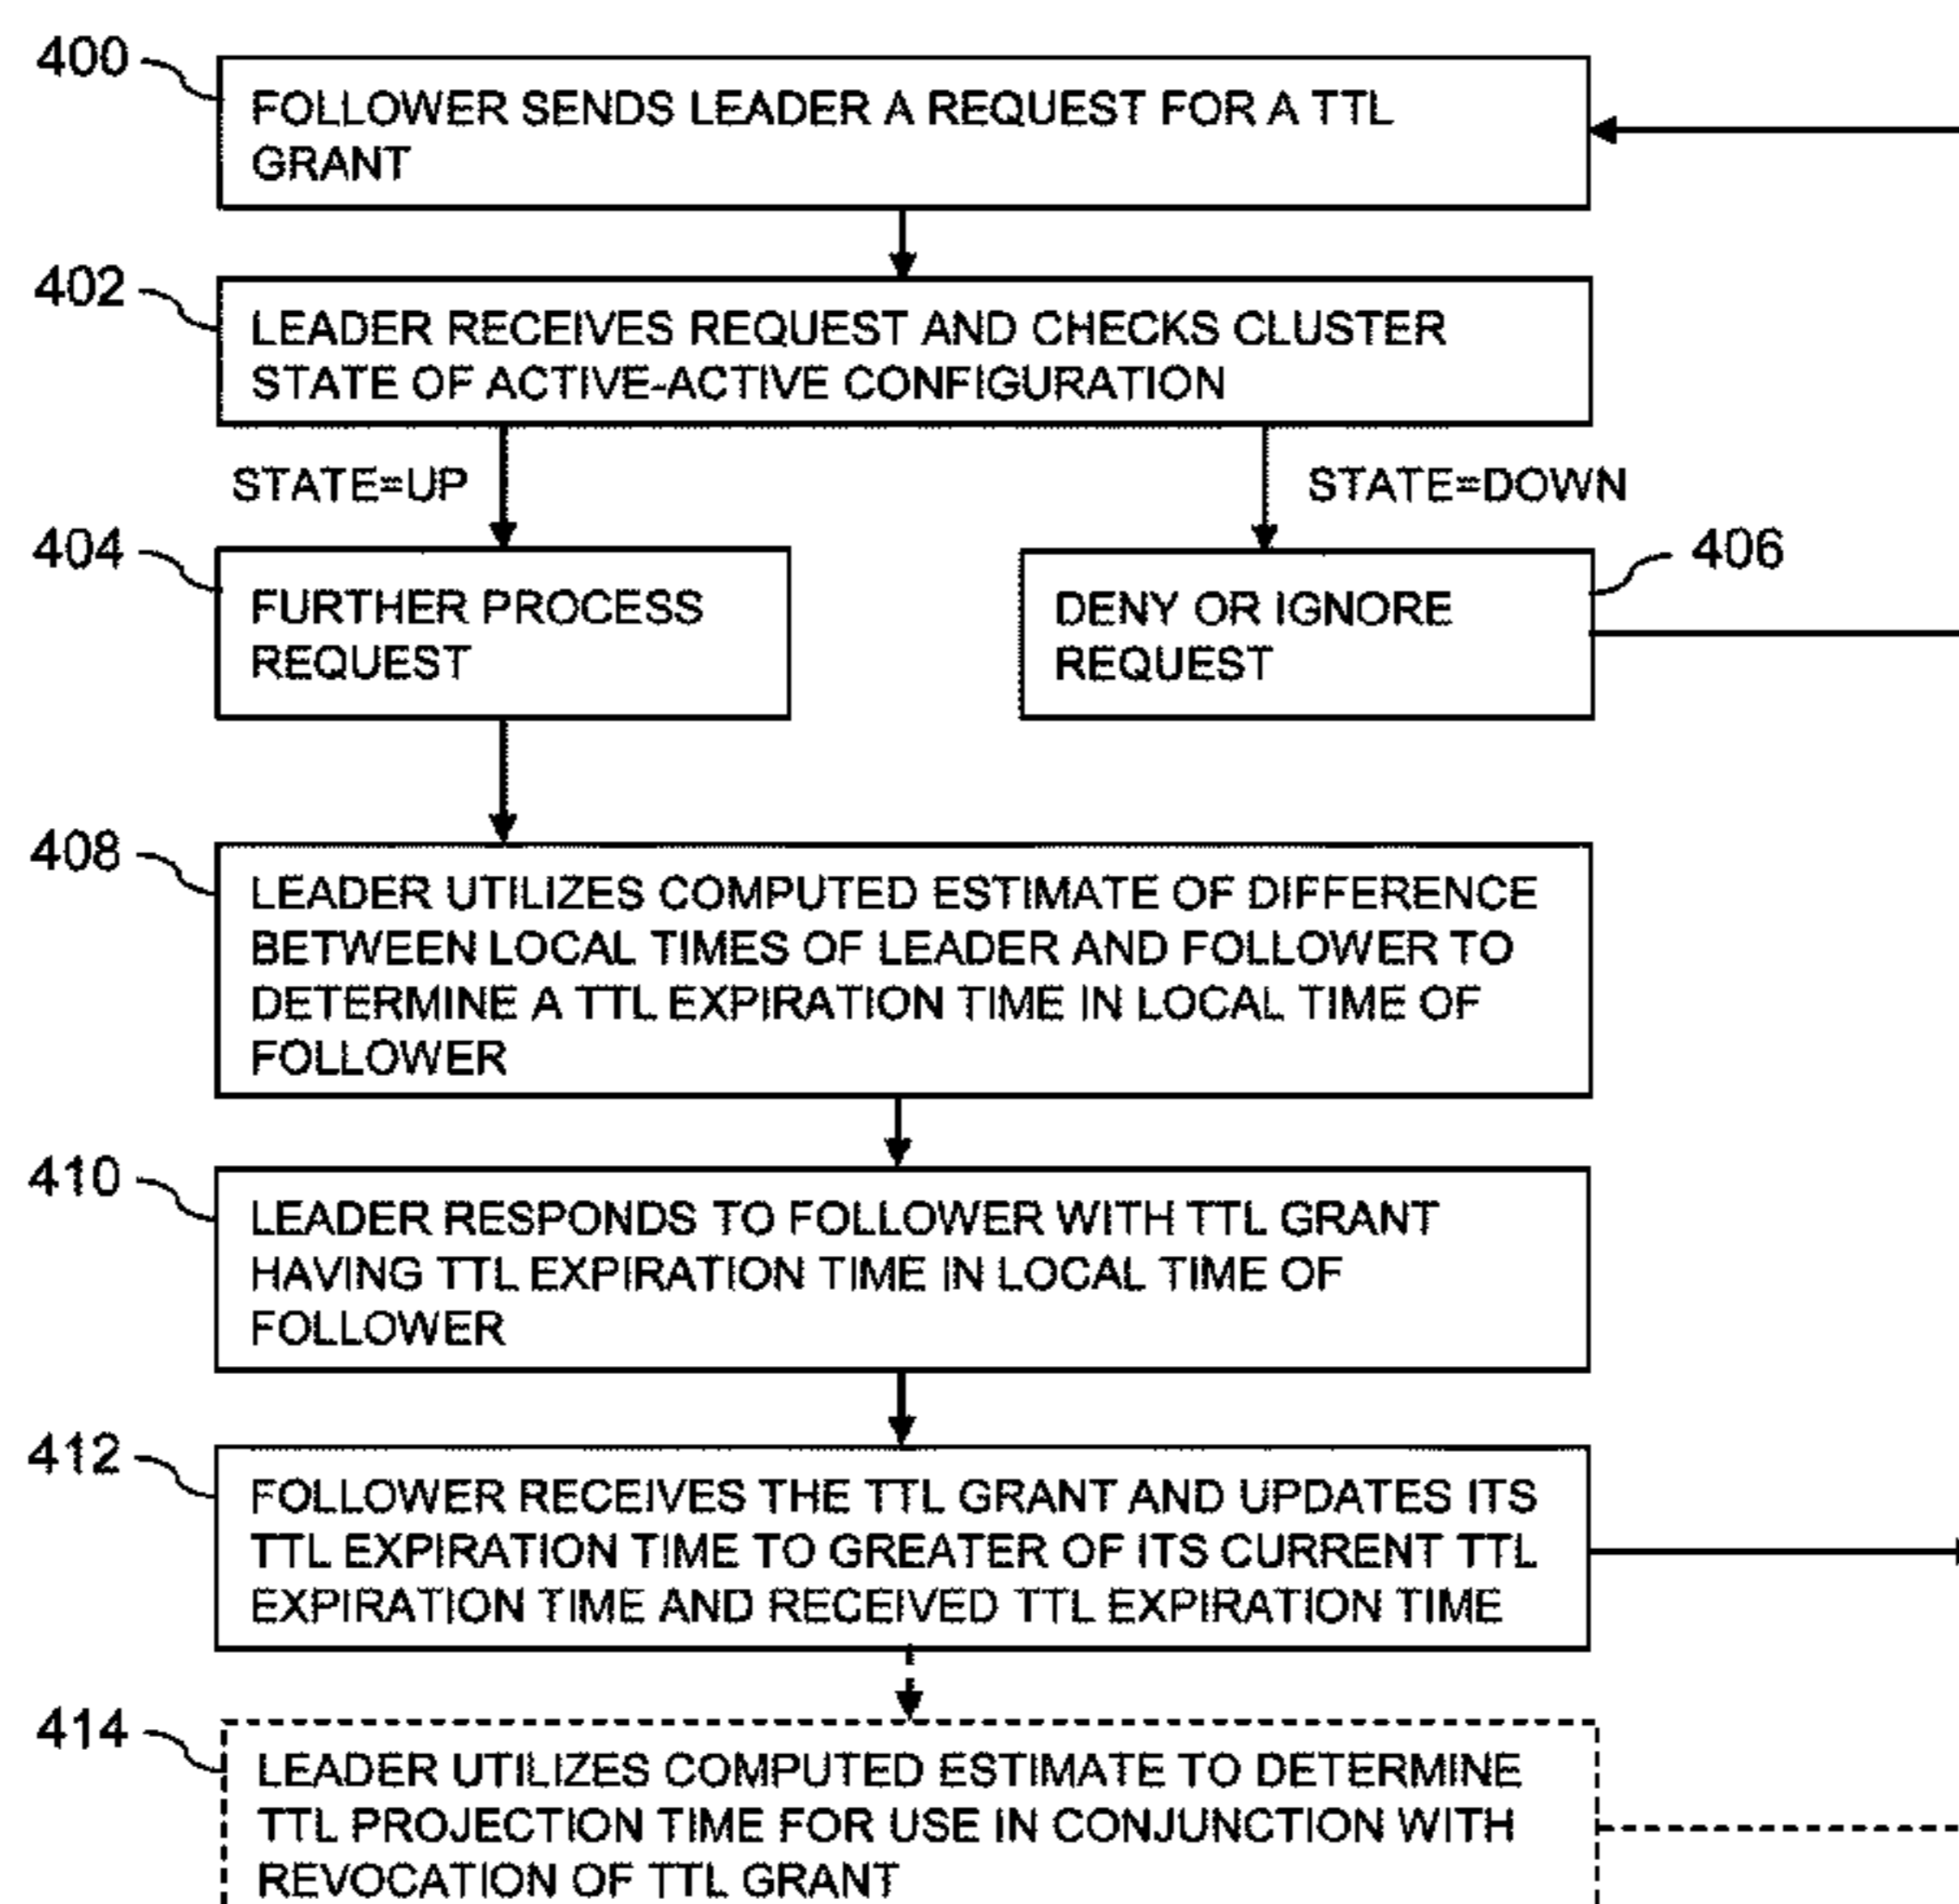 400
FOLLOWER SENDS LEADER A REQUEST FOR A TTL
GRANT
402
LEADER RECEIVES REQUEST AND CHECKS CLUSTER
STATE OF ACTIVE-ACTIVE CONFIGURATION
STATE=UP
STATE=DOWN
404
FURTHER PROCESS
REQUEST
406
DENY OR IGNORE
REQUEST
408
LEADER UTILIZES COMPUTED ESTIMATE OF DIFFERENCE
BETWEEN LOCAL TIMES OF LEADER AND FOLLOWER TO
DETERMINE A TTL EXPIRATION TIME IN LOCAL TIME OF
FOLLOWER
410
LEADER RESPONDS TO FOLLOWER WITH TTL GRANT
HAVING TTL EXPIRATION TIME IN LOCAL TIME OF
FOLLOWER
412
FOLLOWER RECEIVES THE TTL GRANT AND UPDATES ITS
TTL EXPIRATION TIME TO GREATER OF ITS CURRENT TTL
EXPIRATION TIME AND RECEIVED TTL EXPIRATION TIME
414
LEADER UTILIZES COMPUTED ESTIMATE TO DETERMINE
TTL PROJECTION TIME FOR USE IN CONJUNCTION WITH
REVOCATION OF TTL GRANT